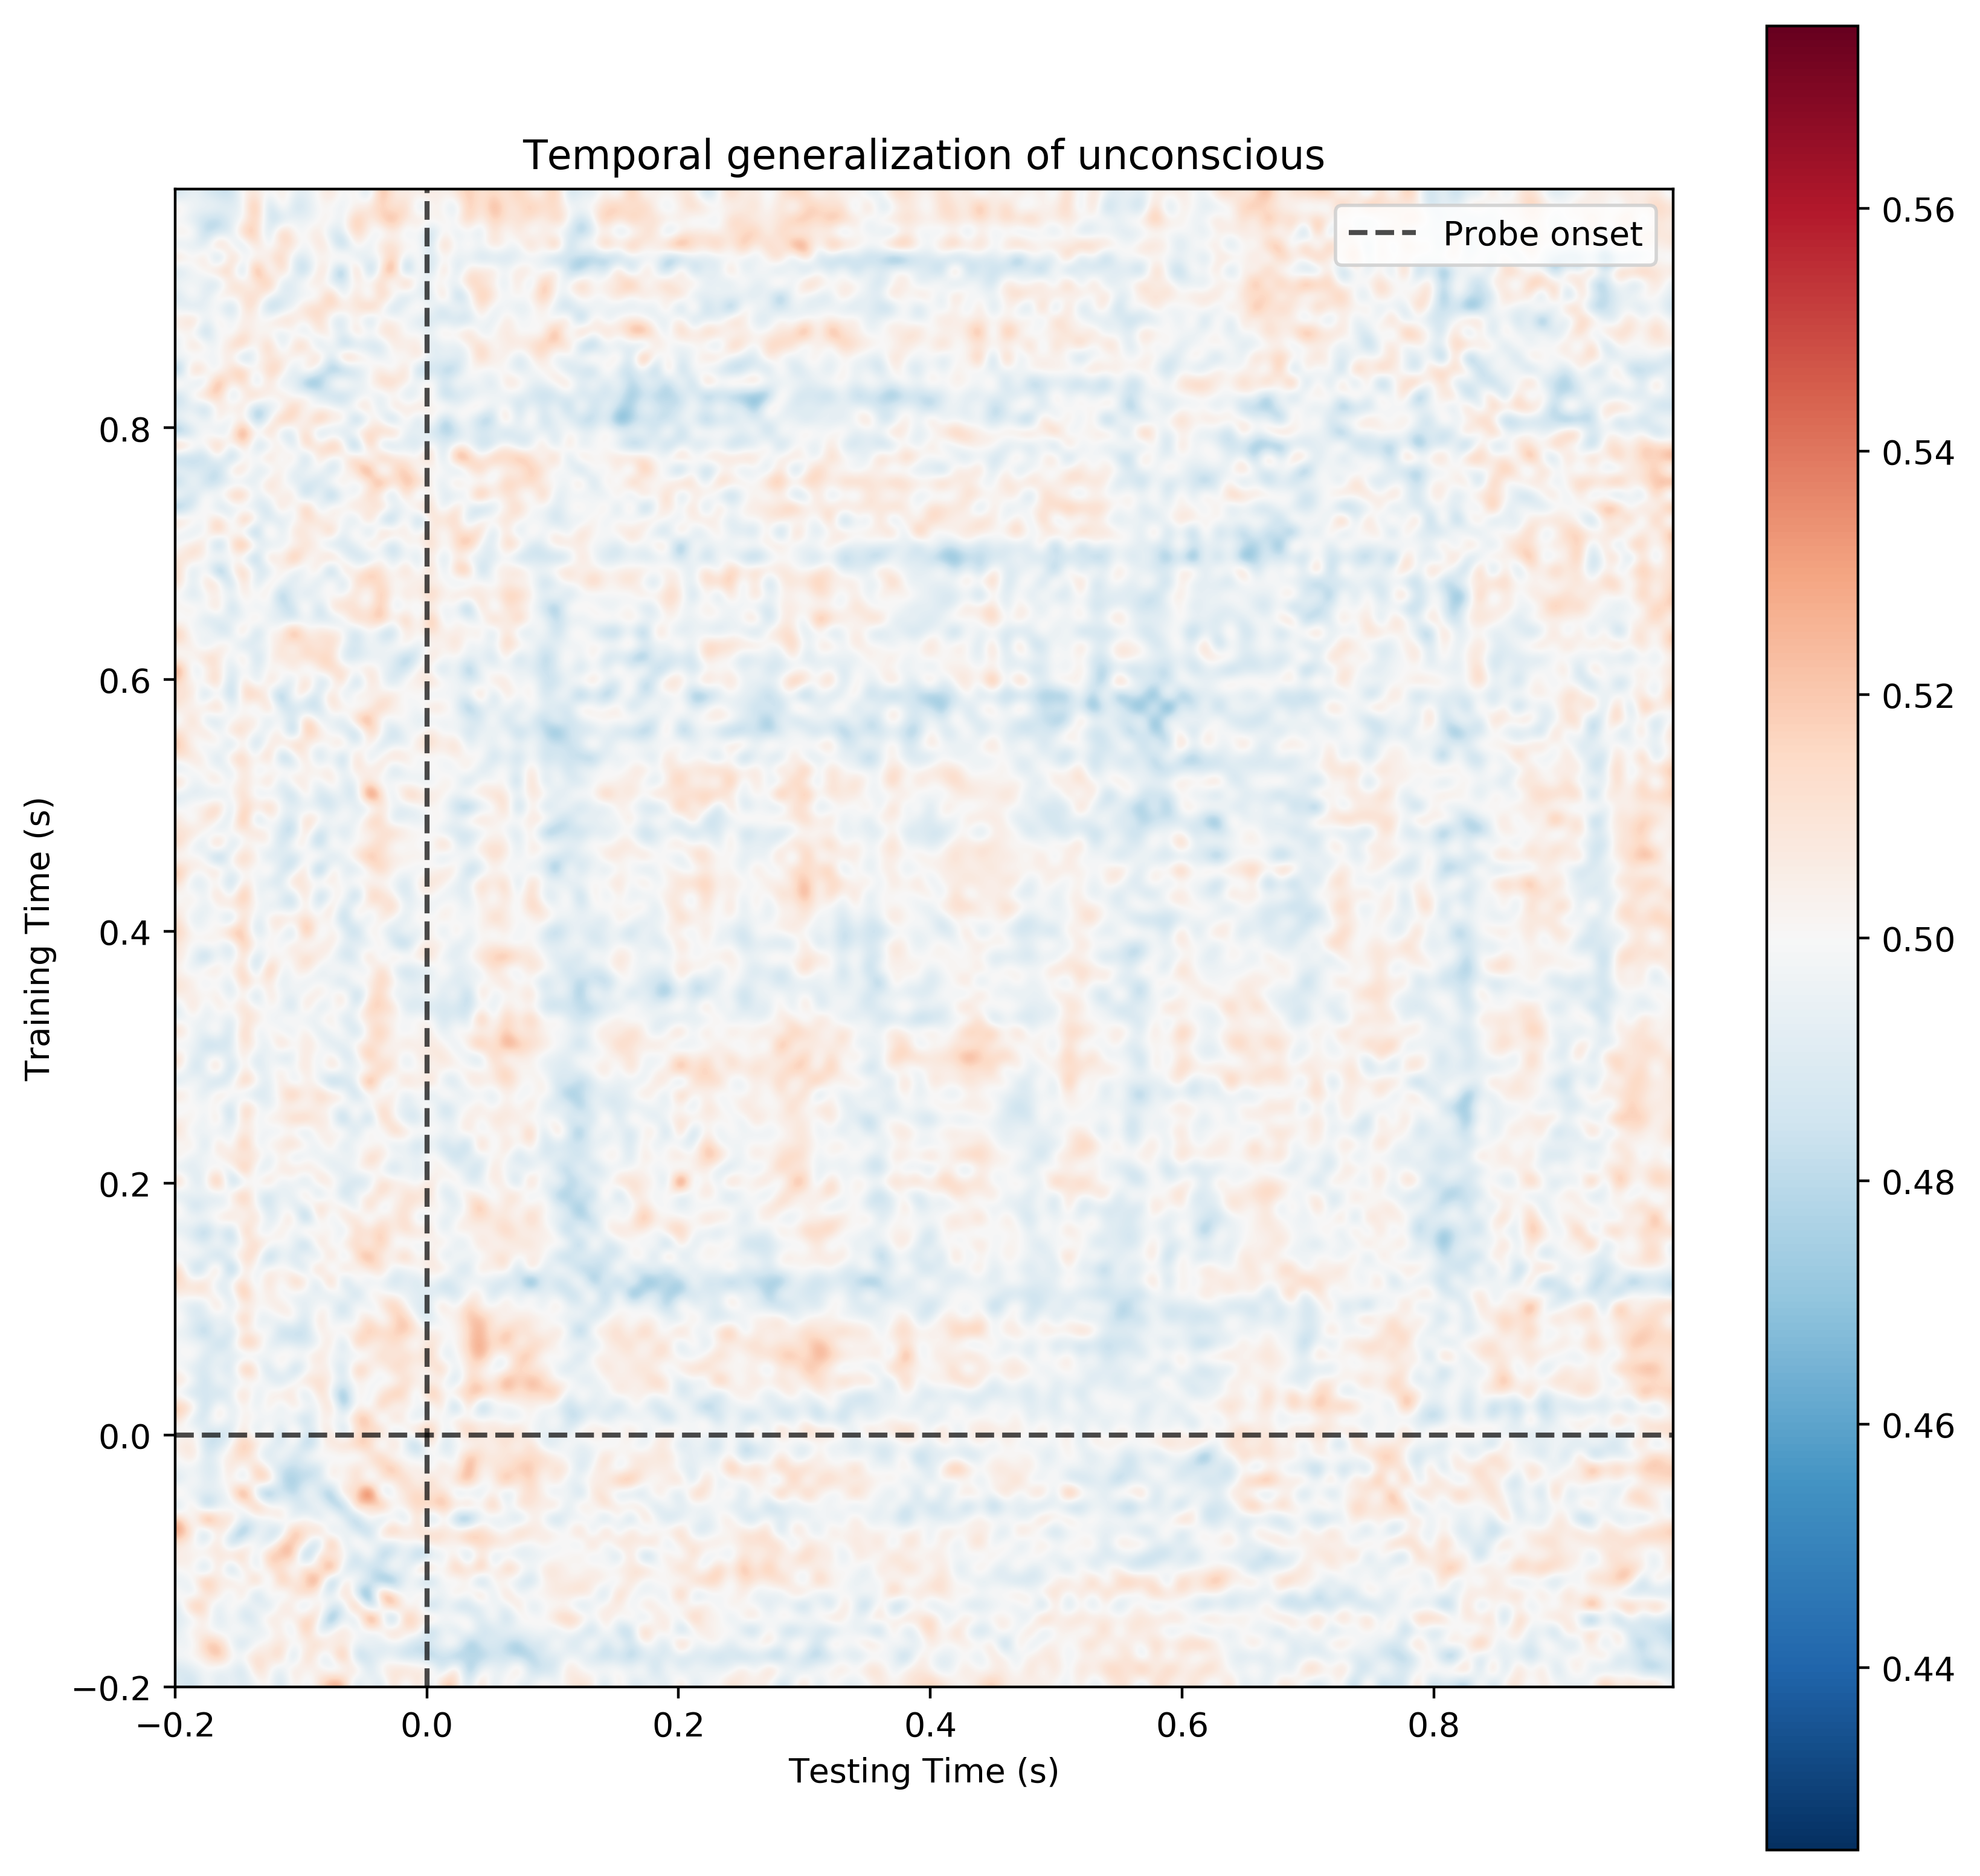 Temporal generalization of unconscious
Probe onset
0.8
0.6
0.4
0.2
0.0
−0.2
Training Time (s)
−0.2 0.0 0.2 0.4 0.6 0.8
Testing Time (s)
0.56
0.54
0.52
0.50
0.48
0.46
0.44